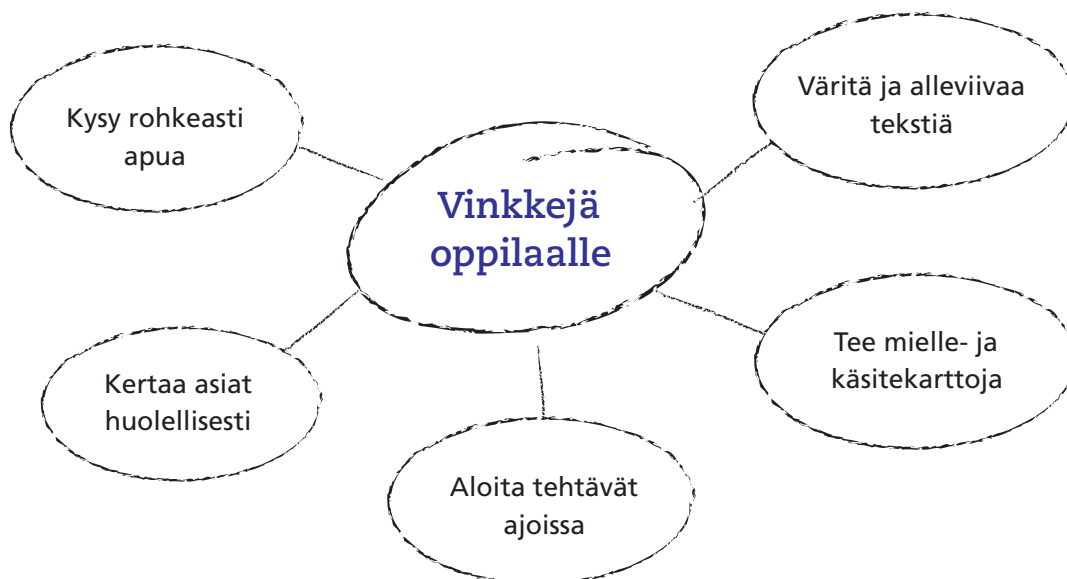 Kysy rohkeasti
apua
Väritä ja alleviivaa
tekstiä
Vinkkejä
oppilaalle
Kertaa asiat
huolellisesti
Tee mielle- ja
käsitekarttoja
Aloita tehtävät
ajoissa